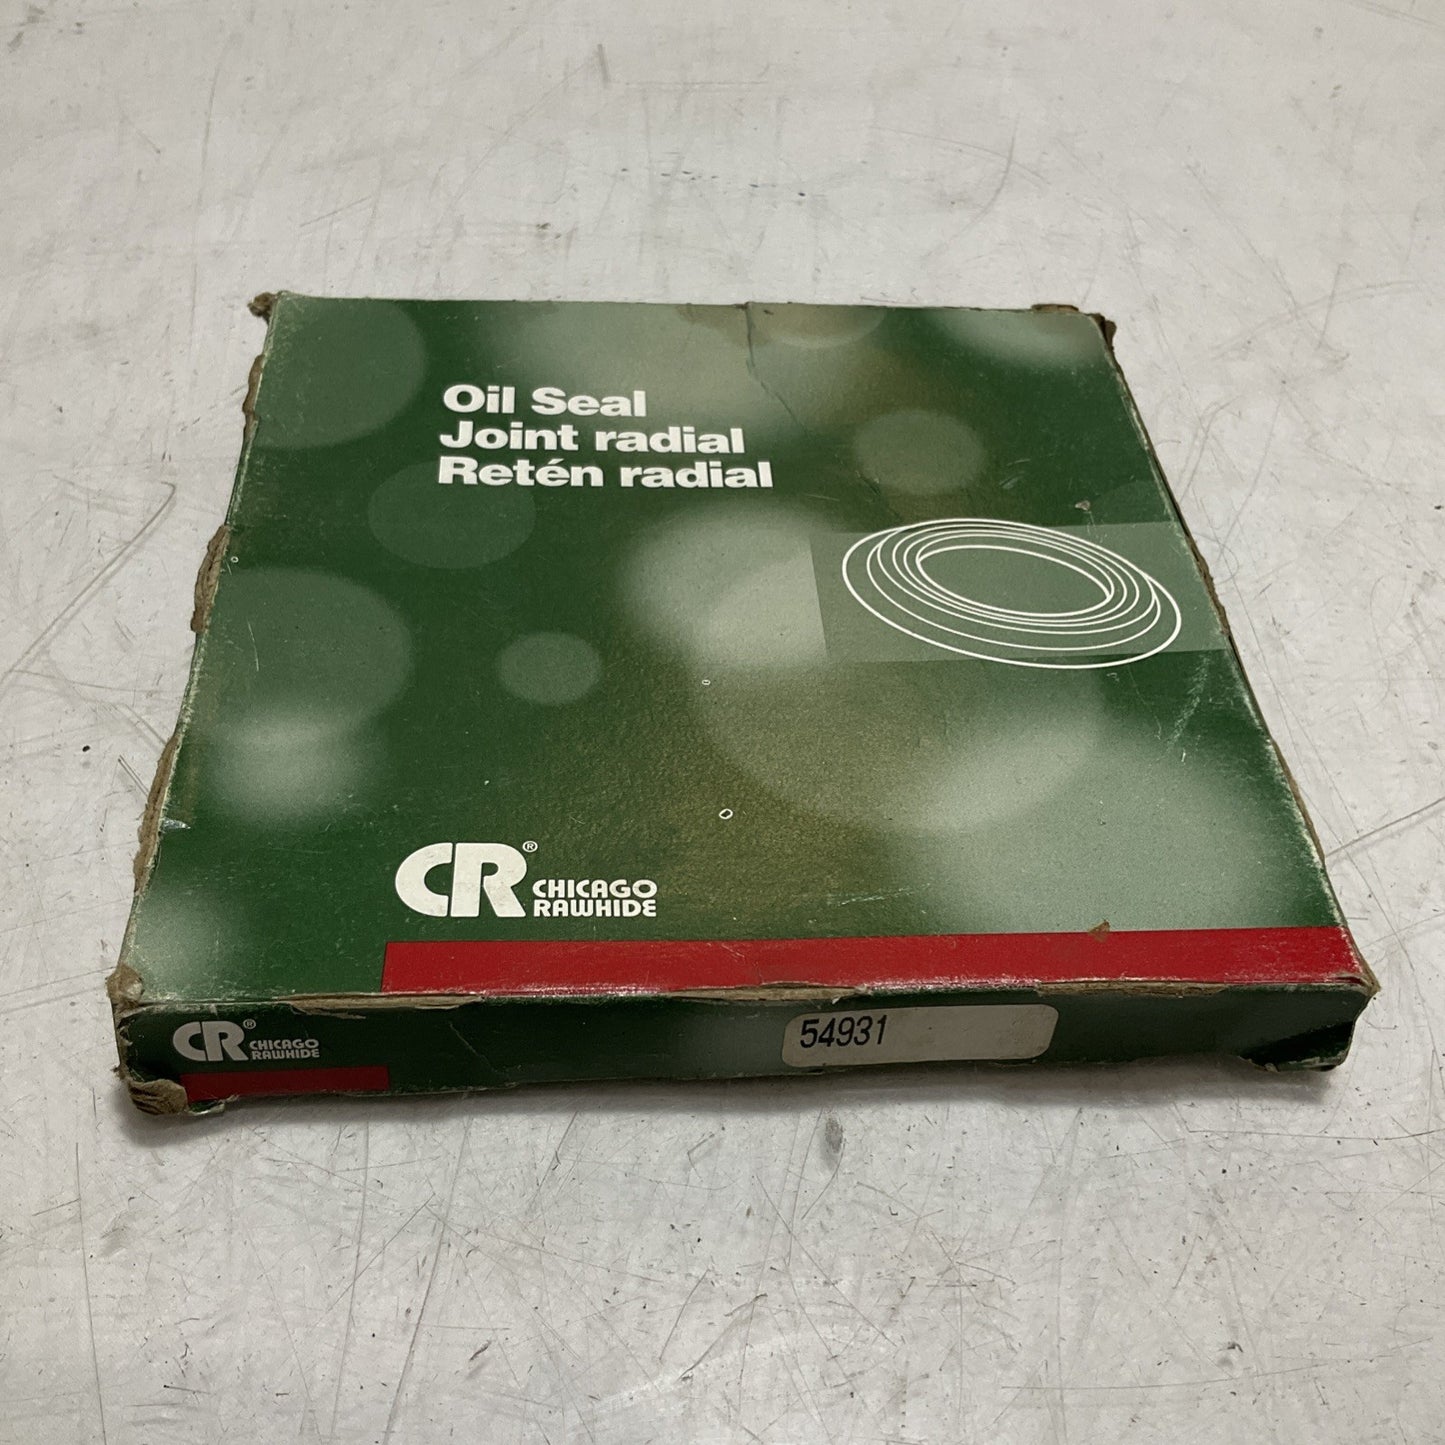 Oil Seal
Joint radial
Retén radial
CR® CHICAGO
RAWHIDE
CR® CHICAGO
RAWHIDE
54931